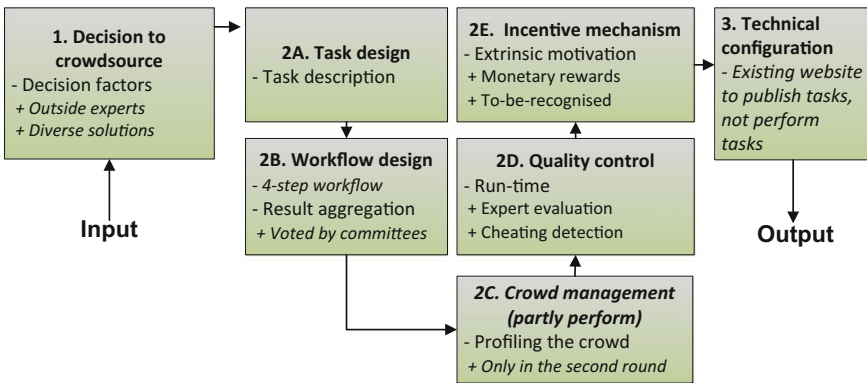 1. Decision to
crowdsource
- Decision factors
+ Outside experts
+ Diverse solutions
Input
2A. Task design
- Task description
2B. Workflow design
- 4-step workflow
- Result aggregation
+ Voted by committees
2C. Crowd management
(partly perform)
- Profiling the crowd
+ Only in the second round
2D. Quality control
- Run-time
+ Expert evaluation
+ Cheating detection
2E. Incentive mechanism
- Extrinsic motivation
+ Monetary rewards
+ To-be-recognised
3. Technical
configuration
- Existing website
to publish tasks,
not perform
tasks
Output